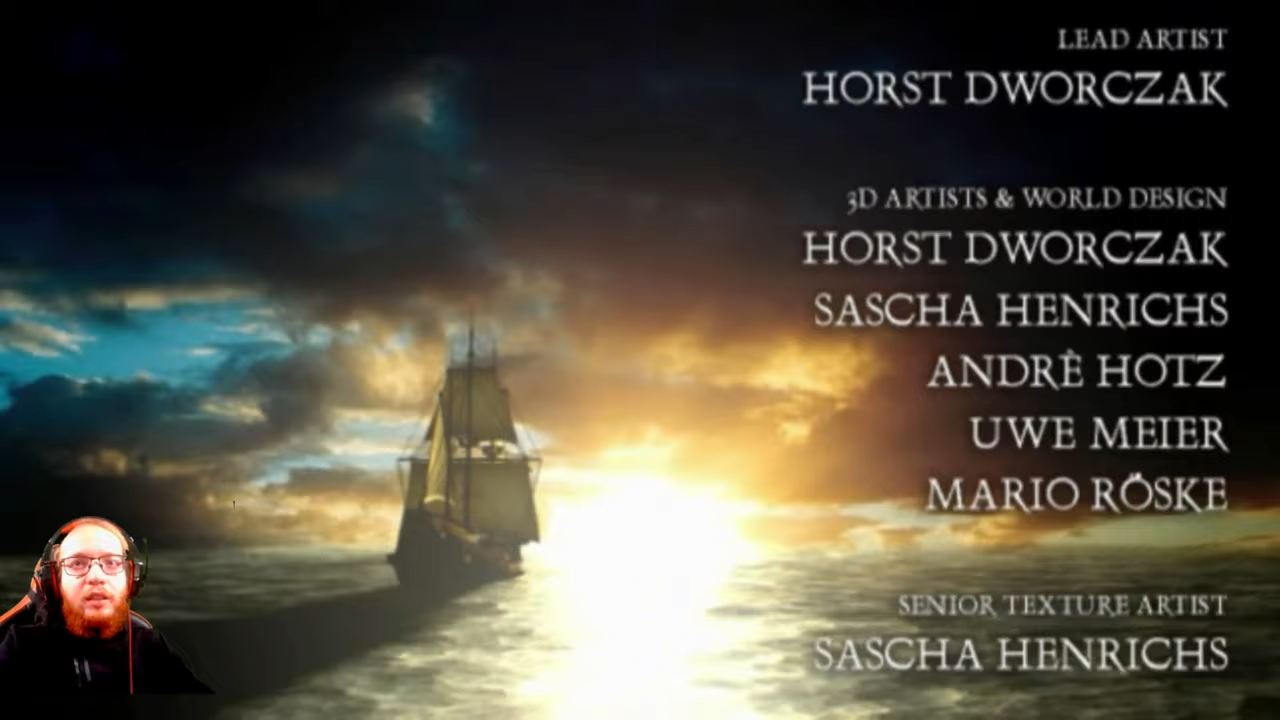 LEAD ARTIST
HORST DWORCZAK
3D ARTISTS & WORLD DESIGN
HORST DWORCZAK
SASCHA HENRICHS
ANDRÈ HOTZ
UWE MEIER
MARIO RÖSKE
SENIOR TEXTURE ARTIST
SASCHA HENRICHS